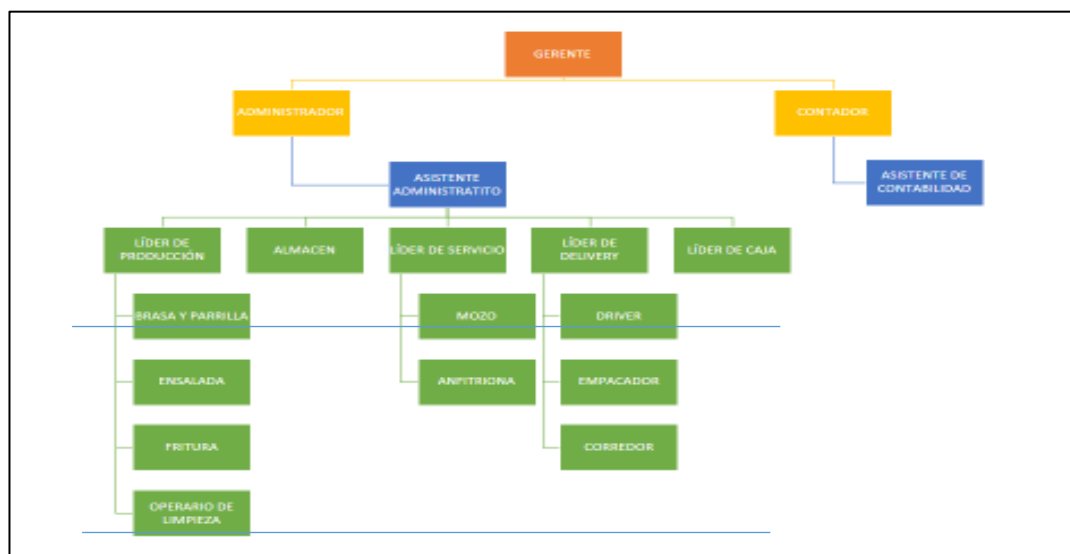 GERENTE
ADMINISTRADOR
CONTADOR
ASISTENTE
ADMINISTRATITO
ASISTENTE DE
CONTABILIDAD
LÍDER DE
PRODUCCIÓN
ALMACEN
LÍDER DE SERVICIO
LÍDER DE
DELIVERY
LÍDER DE CAJA
BRASA Y PARRILLA
MOZO
DRIVER
ENSALADA
ANFITRIONA
EMPACADOR
FRITURA
CORREDOR
OPERARIO DE
LIMPIEZA